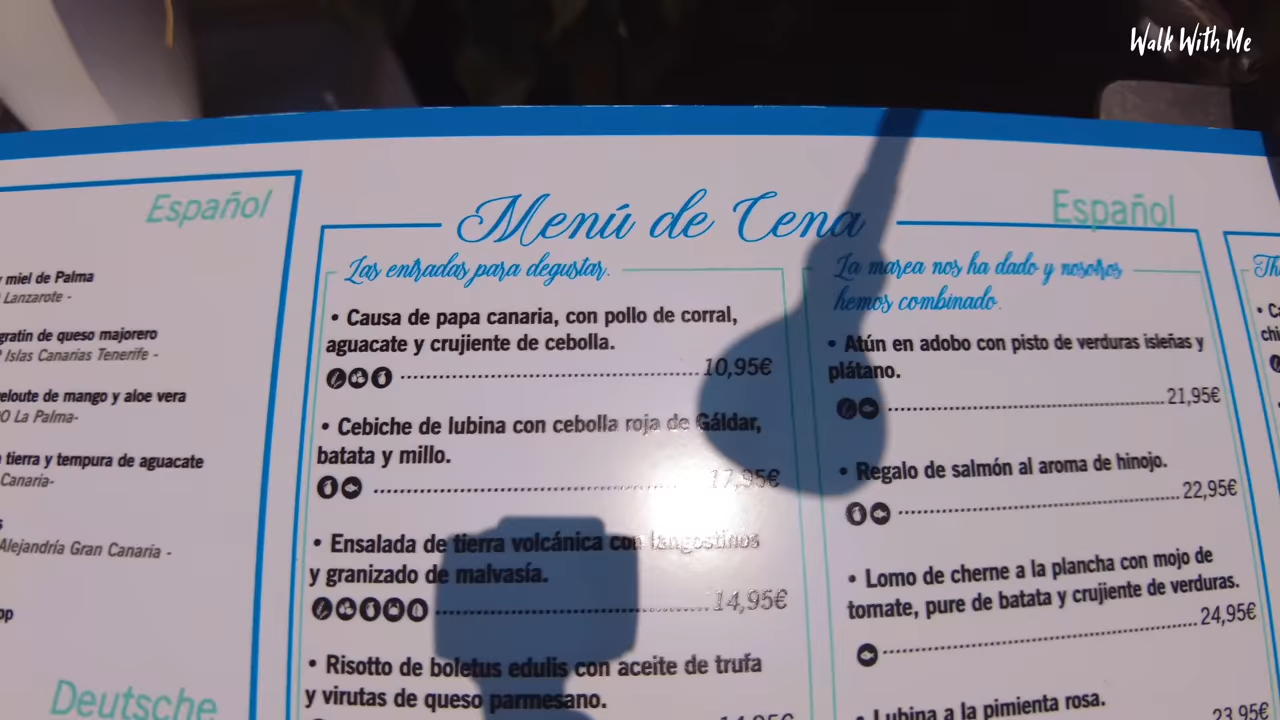 Walk With Me
Español
y miel de Palma
Lanzarote -
gratin de queso majorero
Islas Canarias Tenerife -
eloute de mango y aloe vera
DO La Palma-
tierra y tempura de aguacate
Canaria-
Alejandría Gran Canaria -
Deutsche
Menú de Cena
Español
Las entradas para degustar.
• Causa de papa canaria, con pollo de corral,
aguacate y crujiente de cebolla.
10,95€
• Cebiche de lubina con cebolla roja de Gáldar,
batata y millo.
17,95€
• Ensalada de tierra volcánica con langostinos
y granizado de malvasía.
14,95€
• Risotto de boletus edulis con aceite de trufa
y virutas de queso parmesano.
La marea nos ha dado y nosotros
hemos combinado.
• Atún en adobo con pisto de verduras isleñas y
plátano.
21,95€
• Regalo de salmón al aroma de hinojo.
22,95€
• Lomo de cherne a la plancha con mojo de
tomate, pure de batata y crujiente de verduras.
24,95€
• Lubina a la pimienta rosa.
23,95€